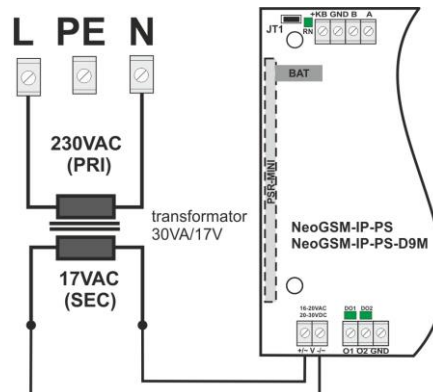 L PE N
230VAC
(PRI)
transformator
30VA/17V
17VAC
(SEC)
JT1
RN
+KB GND B A
BAT
PSR-MINI
NeoGSM-IP-PS
NeoGSM-IP-PS-D9M
16-20VAC
20-30VDC
DO1 DO2
+/~ V -/~
O1 O2 GND